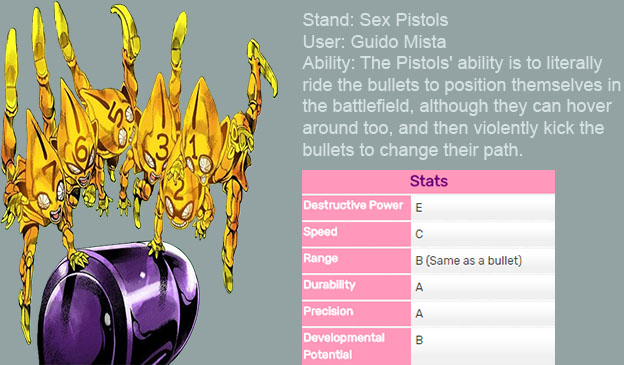 Stand: Sex Pistols
User: Guido Mista
Ability: The Pistols' ability is to literally
ride the bullets to position themselves in
the battlefield, although they can hover
around too, and then violently kick the
bullets to change their path.
Stats
Destructive Power E
Speed C
Range B (Same as a bullet)
Durability A
Precision A
Developmental B
Potential
7
6
5
3
1
2